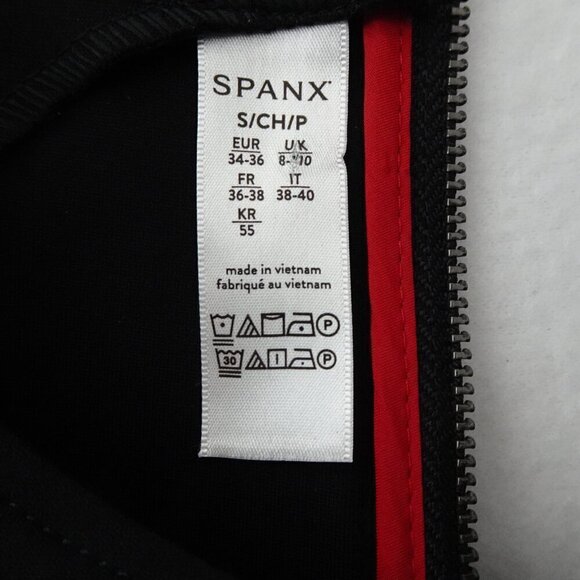 SPANX
S/CH/P
EUR UK
34-36 8-10
FR IT
36-38 38-40
KR
55
made in vietnam
fabriqué au vietnam
P
30 P